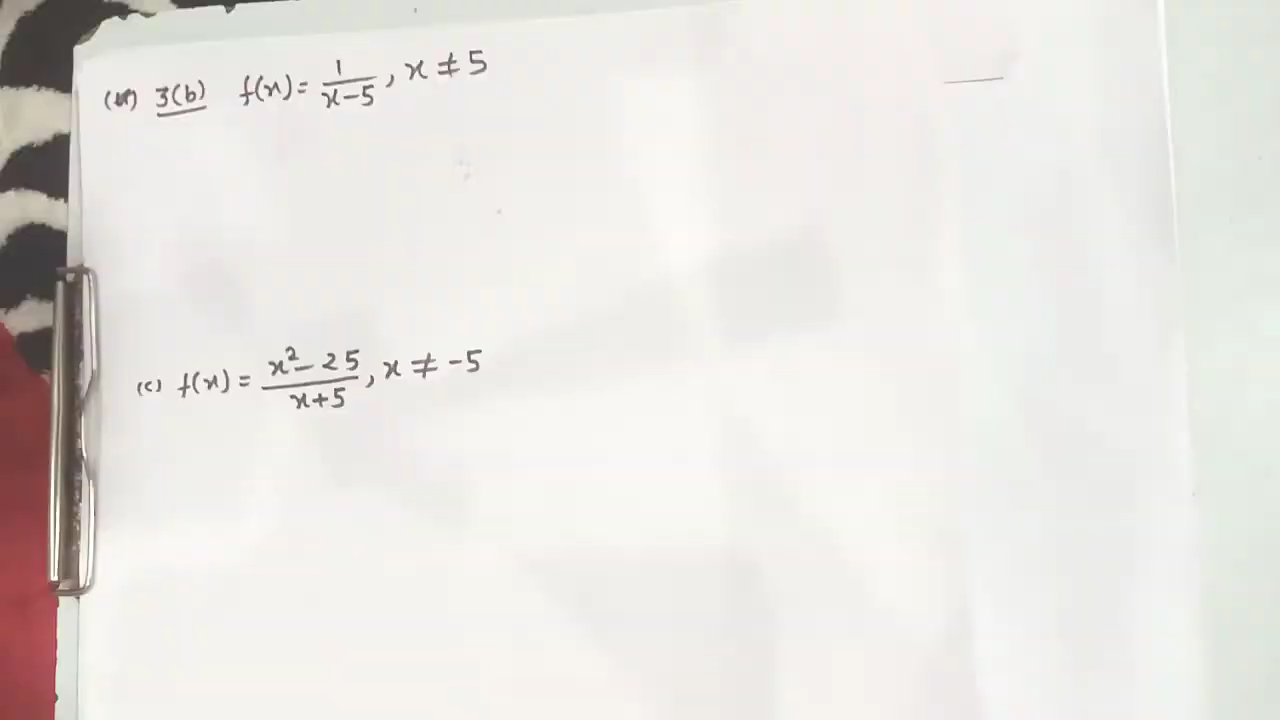 3(b) f(x) = 1/(x-5), x ≠ 5
(c) f(x) = (x² - 25)/(x+5), x ≠ -5